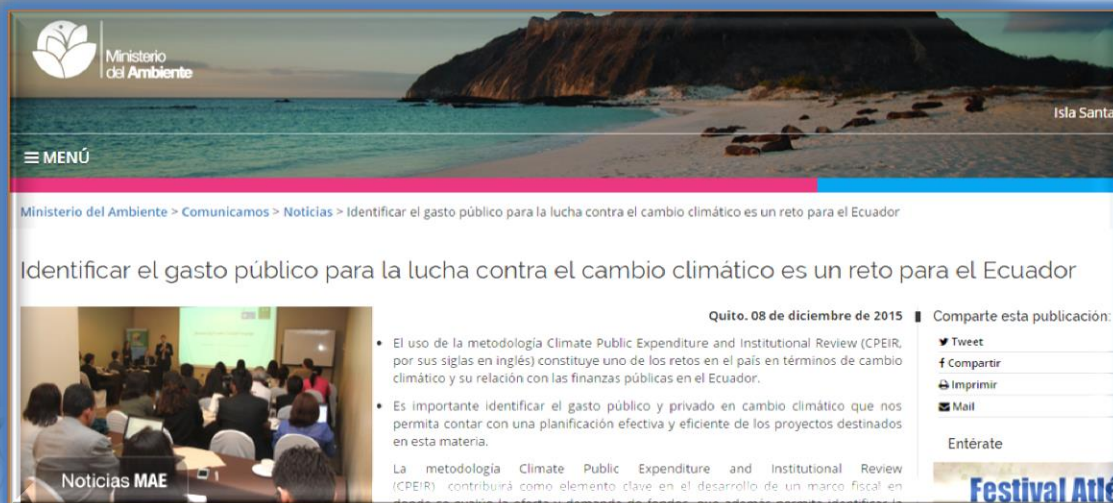 Ministerio
del Ambiente
Isla Santa
MENÚ
Ministerio del Ambiente > Comunicamos > Noticias > Identificar el gasto público para la lucha contra el cambio climático es un reto para el Ecuador
Identificar el gasto público para la lucha contra el cambio climático es un reto para el Ecuador
Noticias MAE
Quito. 08 de diciembre de 2015
• El uso de la metodología Climate Public Expenditure and Institutional Review (CPEIR,
por sus siglas en inglés) constituye uno de los retos en el país en términos de cambio
climático y su relación con las finanzas públicas en el Ecuador.
• Es importante identificar el gasto público y privado en cambio climático que nos
permita contar con una planificación efectiva y eficiente de los proyectos destinados
en esta materia.
La metodología Climate Public Expenditure and Institutional Review
(CPEIR) contribuirá como elemento clave en el desarrollo de un marco fiscal en
Comparte esta publicación:
Tweet
Compartir
Imprimir
Mail
Entérate
Festival